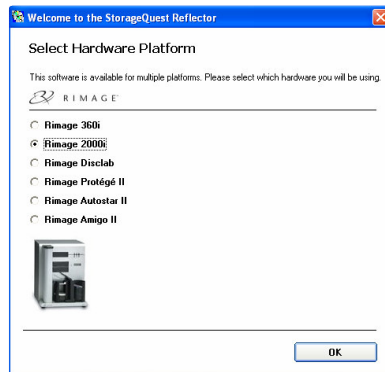 Welcome to the StorageQuest Reflector
Select Hardware Platform
This software is available for multiple platforms. Please select which hardware you will be using.
RIMAGE
Rimage 360i
Rimage 2000i
Rimage Disclab
Rimage Protégé II
Rimage Autostar II
Rimage Amigo II
OK